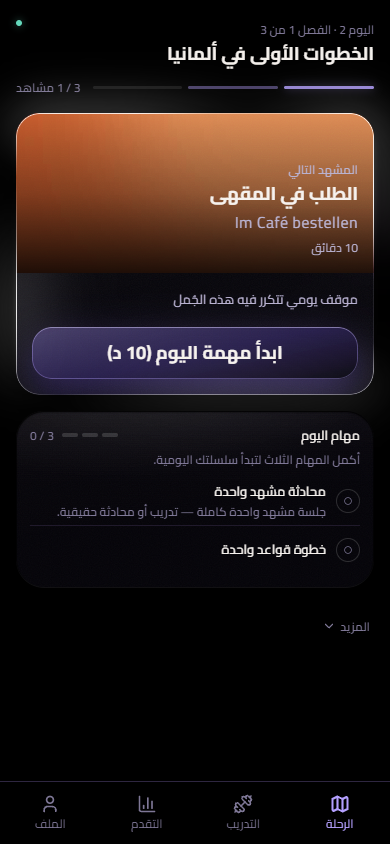 اليوم 2 · الفصل 1 من 3
الخطوات الأولى في ألمانيا
3 / 1 مشاهد
المشهد التالي
الطلب في المقهى
Im Café bestellen
10 دقائق
موقف يومي تتكرر فيه هذه الجُمل
ابدأ مهمة اليوم (10 د)
مهام اليوم
0 / 3
أكمل المهام الثلاث لتبدأ سلسلتك اليومية.
محادثة مشهد واحدة
جلسة مشهد واحدة كاملة — تدريب أو محادثة حقيقية.
خطوة قواعد واحدة
المزيد
الرحلة
التدريب
التقدم
الملف